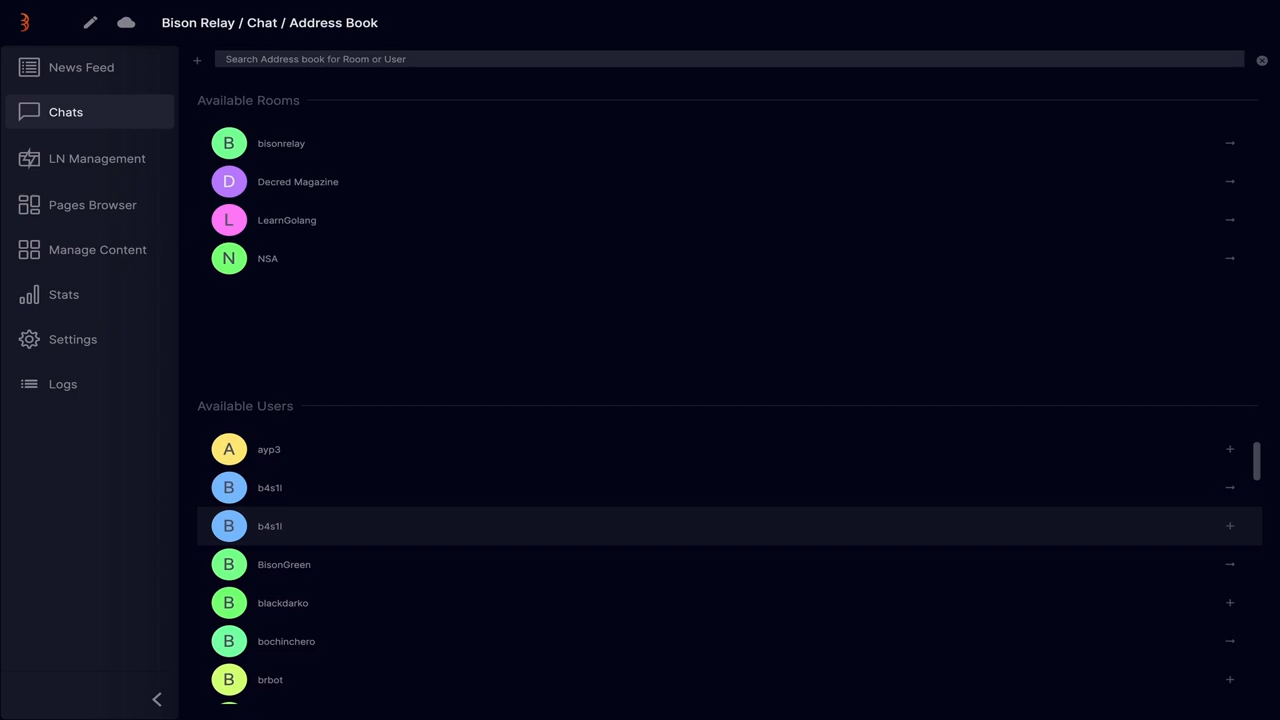 Bison Relay / Chat / Address Book
News Feed
Chats
LN Management
Pages Browser
Manage Content
Stats
Settings
Logs
Search Address book for Room or User
Available Rooms
B bisonrelay
D Decred Magazine
L LearnGolang
N NSA
Available Users
A ayp3
B b4s1l
B b4s1l
B BisonGreen
B blackdarko
B bochinchero
B brbot